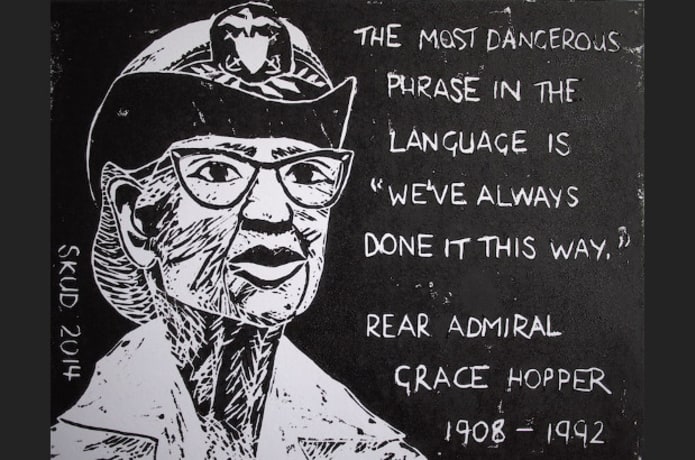 THE MOST DANGEROUS
PHRASE IN THE
LANGUAGE IS
“WE'VE ALWAYS
DONE IT THIS WAY.”
REAR ADMIRAL
GRACE HOPPER
1908 – 1992
SKUD 2014